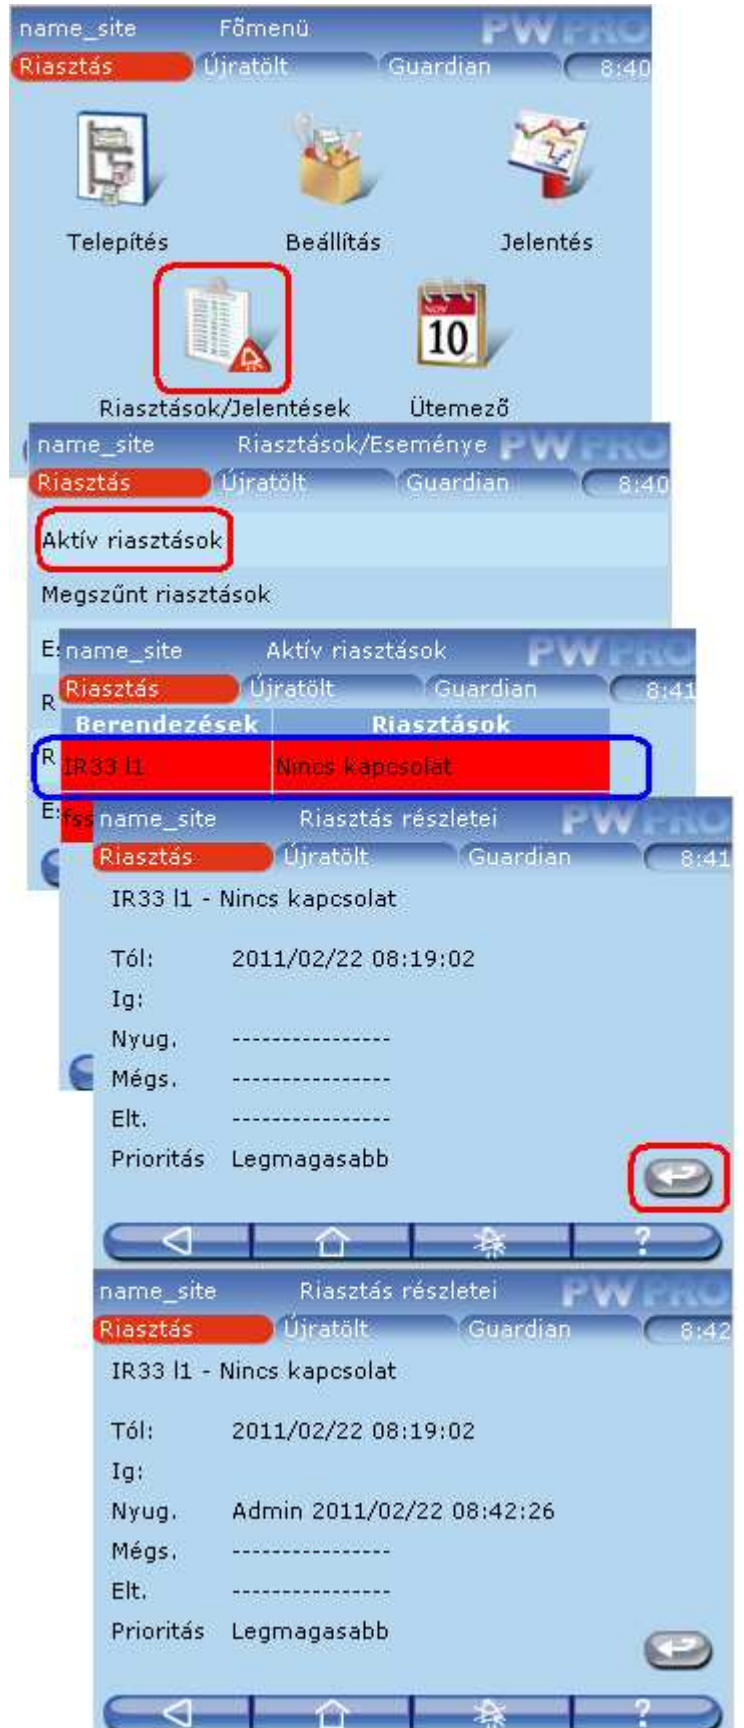 name_site Főmenü PWPRO
Riasztás Újratölt Guardian 8:40
Telepítés Beállítás Jelentés
NOV
10
Riasztások/Jelentések Ütemező
name_site Riasztások/Eseménye PWPRO
Riasztás Újratölt Guardian 8:40
Aktív riasztások
Megszűnt riasztások
E
name_site Aktív riasztások PWPRO
R
Riasztás Újratölt Guardian 8:41
Berendezések Riasztások
R
IR33 l1 Nincs kapcsolat
E
fss
name_site Riasztás részletei PWPRO
Riasztás Újratölt Guardian 8:41
IR33 l1 - Nincs kapcsolat
Tól: 2011/02/22 08:19:02
Ig:
Nyug. ---------------
Mégs. ---------------
Elt. ---------------
Prioritás Legmagasabb
?
name_site Riasztás részletei PWPRO
Riasztás Újratölt Guardian 8:42
IR33 l1 - Nincs kapcsolat
Tól: 2011/02/22 08:19:02
Ig:
Nyug. Admin 2011/02/22 08:42:26
Mégs. ---------------
Elt. ---------------
Prioritás Legmagasabb
?